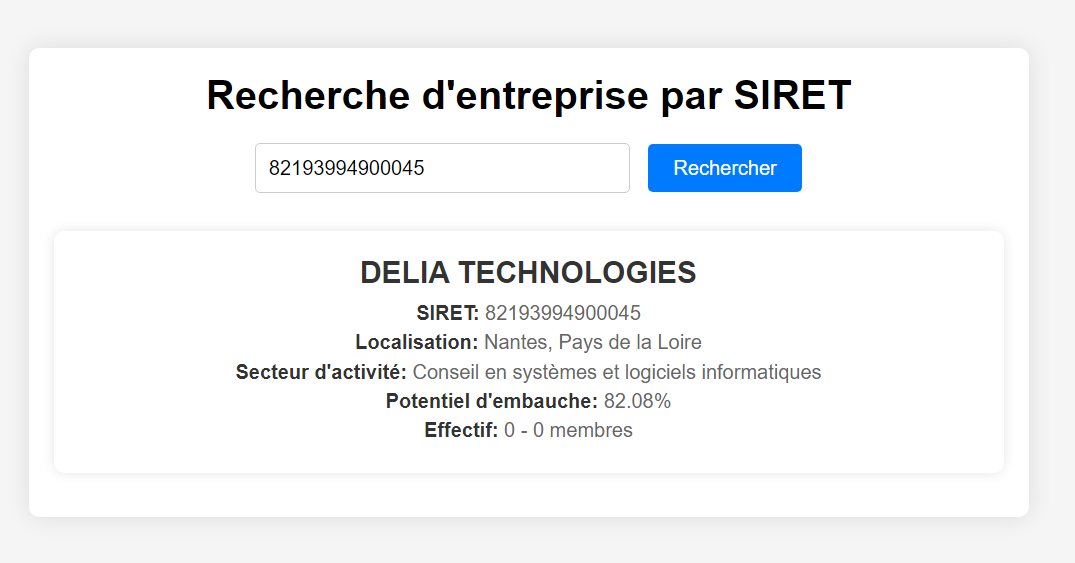 Recherche d'entreprise par SIRET
82193994900045
Rechercher
DELIA TECHNOLOGIES
SIRET: 82193994900045
Localisation: Nantes, Pays de la Loire
Secteur d'activité: Conseil en systèmes et logiciels informatiques
Potentiel d'embauche: 82.08%
Effectif: 0 - 0 membres